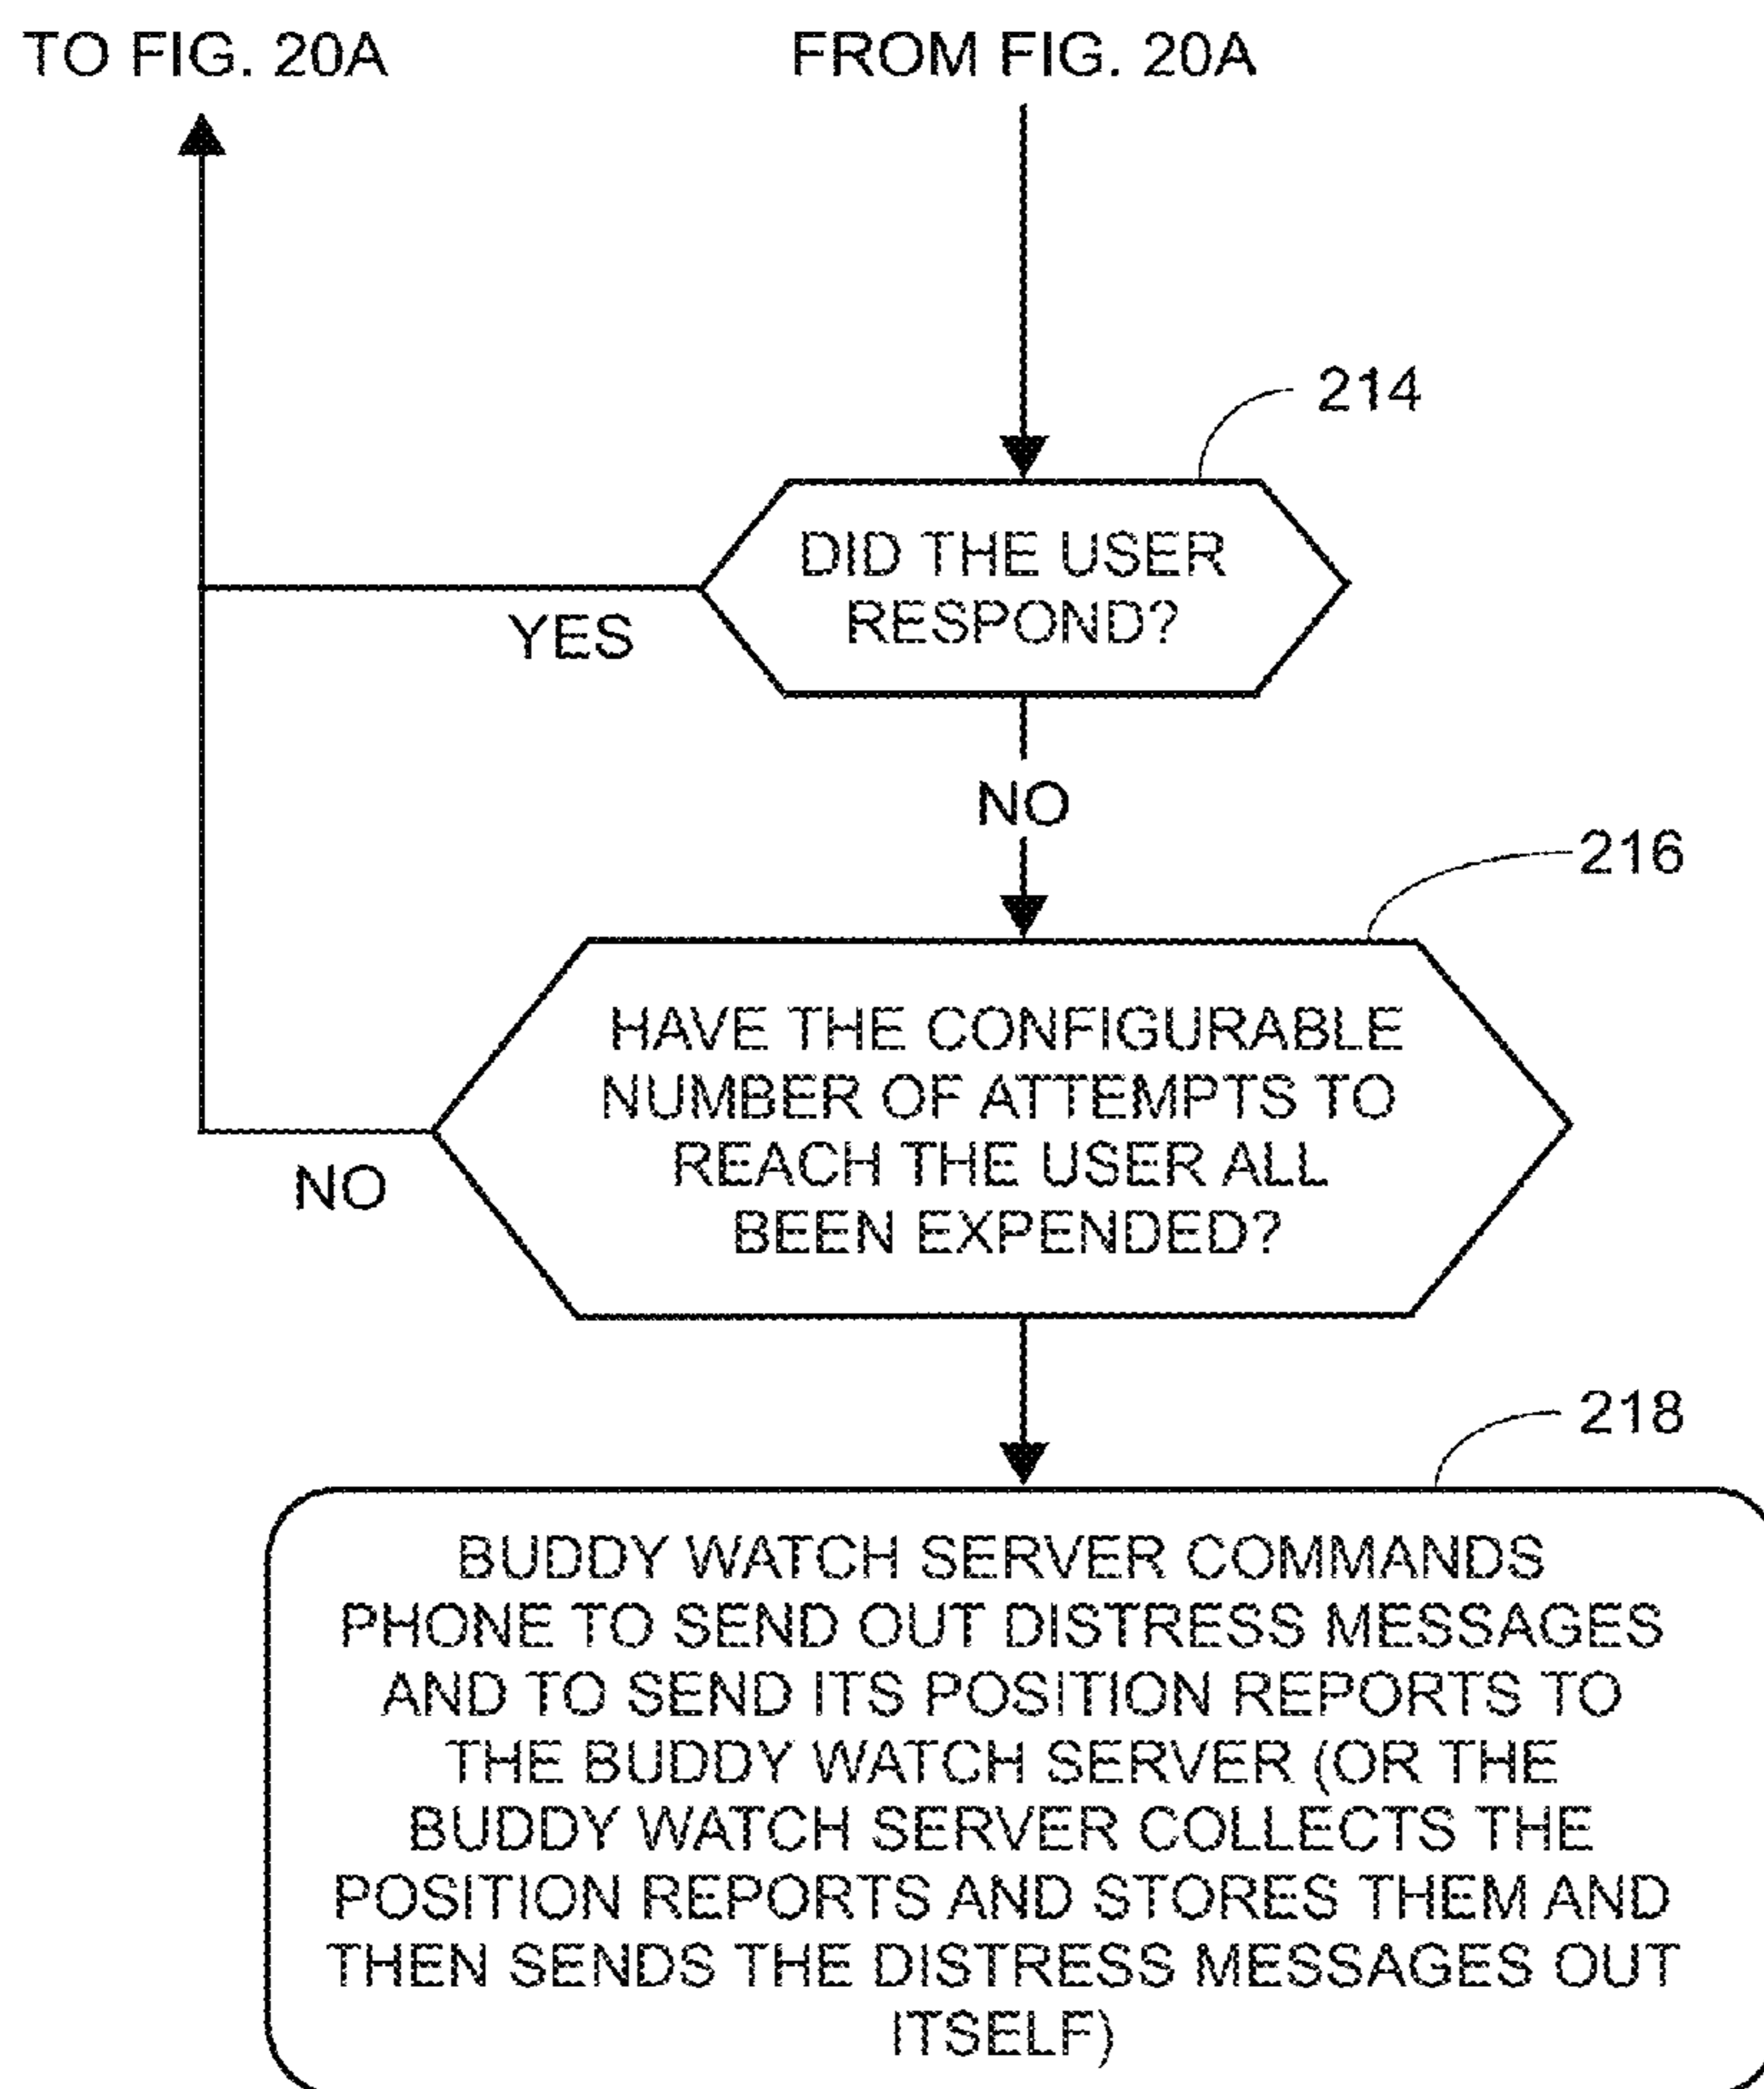 TO FIG. 20A
FROM FIG. 20A
214
DID THE USER
RESPOND?
YES
NO
216
HAVE THE CONFIGURABLE
NUMBER OF ATTEMPTS TO
REACH THE USER ALL
BEEN EXPENDED?
NO
218
BUDDY WATCH SERVER COMMANDS
PHONE TO SEND OUT DISTRESS MESSAGES
AND TO SEND ITS POSITION REPORTS TO
THE BUDDY WATCH SERVER (OR THE
BUDDY WATCH SERVER COLLECTS THE
POSITION REPORTS AND STORES THEM AND
THEN SENDS THE DISTRESS MESSAGES OUT
ITSELF)